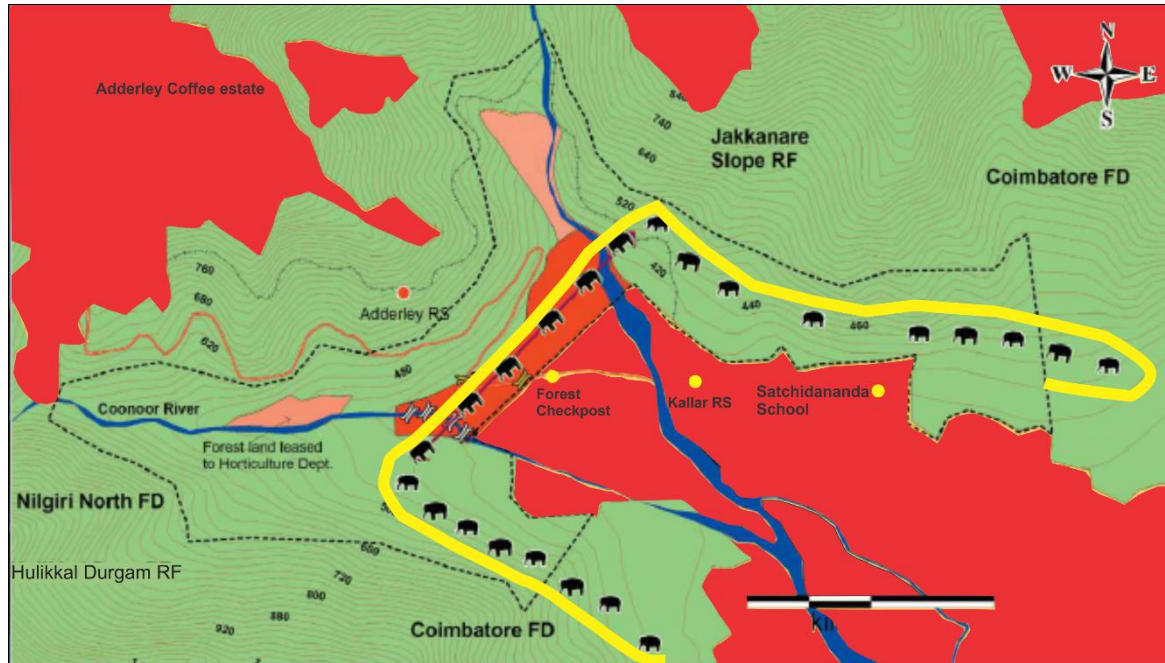 N
W E
S
Adderley Coffee estate
840
740
640
Jakkanare
Slope RF
Coimbatore FD
520
760
680
620
420
440
460
Adderley RS
480
Coonoor River
Forest
Checkpost
Kallar RS
Satchidananda
School
Forest land leased
to Horticulture Dept.
Nilgiri North FD
Hulikkal Durgam RF
720
800
880
920
Coimbatore FD